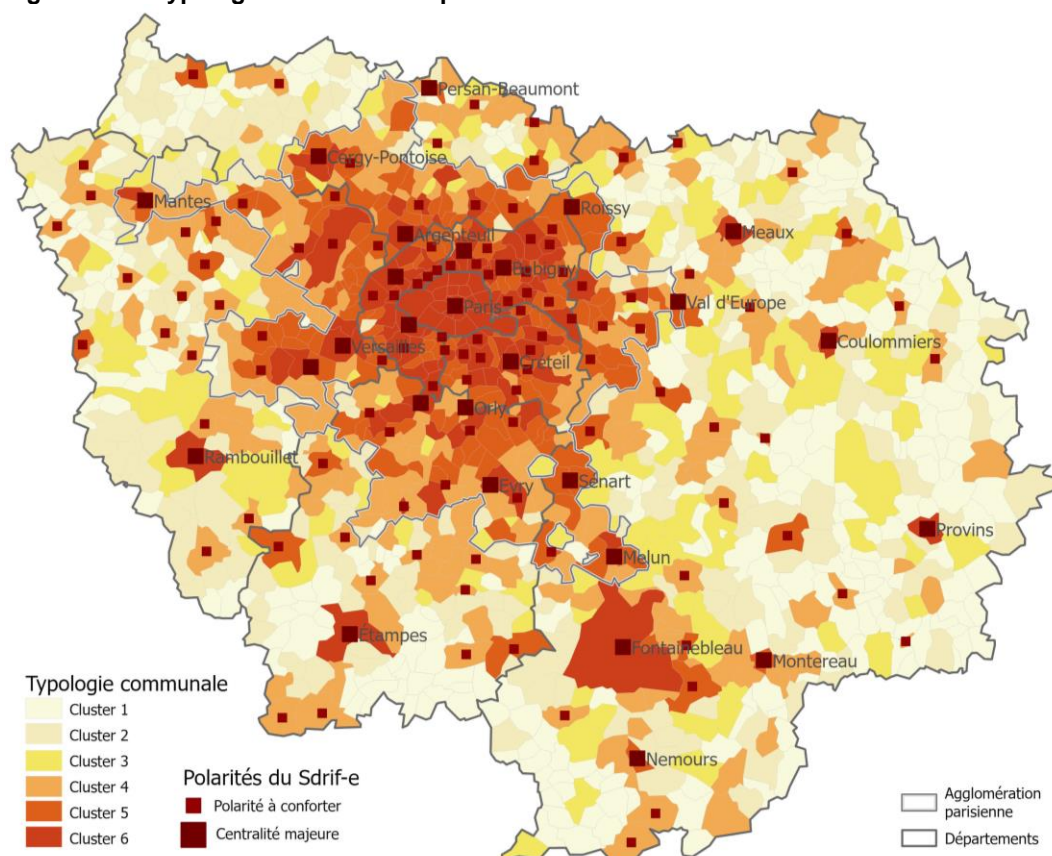 Persan-Beaumont
Cergy-Pontoise
Mantes
Roissy
Argenteuil
Meaux
Bobigny
Val d'Europe
Paris
Versailles
Coulommiers
Créteil
Orly
Rambouillet
Sénart
Evry
Provins
Melun
Étampes
Fontainebleau
Montereau
Nemours
Typologie communale
Cluster 1
Cluster 2
Cluster 3
Cluster 4
Cluster 5
Cluster 6
Polarités du Sdrif-e
Polarité à conforter
Centralité majeure
Agglomération
parisienne
Départements